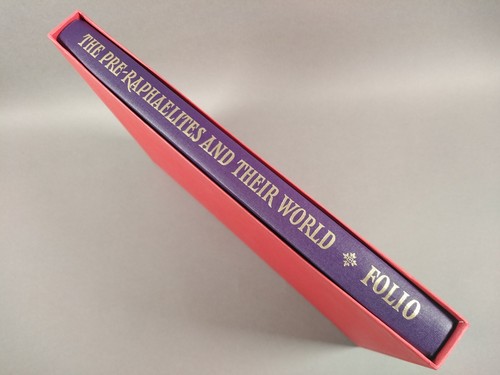 THE PRE-RAPHAELITES AND THEIR WORLD FOLIO